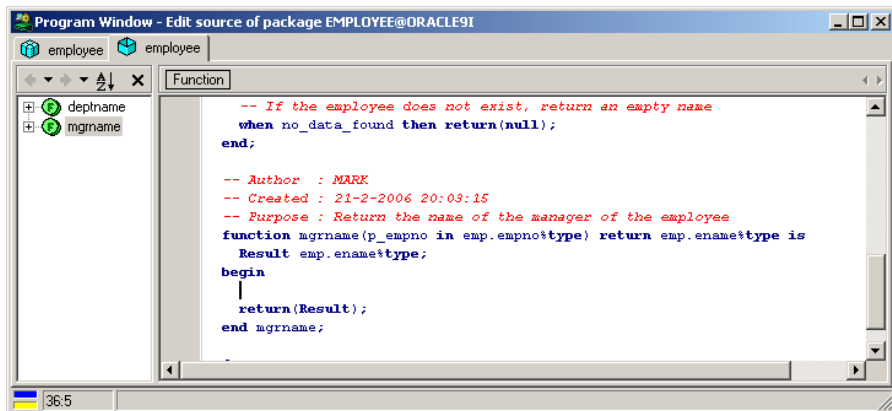 Program Window - Edit source of package EMPLOYEE@ORACLE9I
employee employee
Function
deptname
mgrname
-- If the employee does not exist, return an empty name
when no_data_found then return(null);
end;
-- Author : MARK
-- Created : 21-2-2006 20:03:15
-- Purpose : Return the name of the manager of the employee
function mgrname(p_empno in emp.empno%type) return emp.ename%type is
Result emp.ename%type;
begin
return(Result);
end mgrname;
36:5